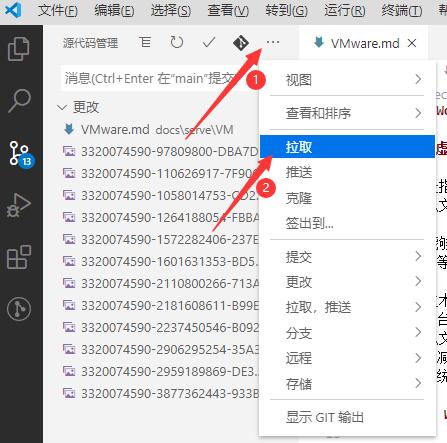 文件(F) 编辑(E) 选择(S) 查看(V) 转到(G) 运行(R) 终端(T) 帮
源代码管理
VMware.md
消息(Ctrl+Enter 在"main"提交
更改
VMware.md docs\serve\VM
3320074590-97809800-DBA7D
3320074590-110626917-7F906
3320074590-1058014753-CD2
3320074590-1264188054-FBBA
3320074590-1572282406-237E
3320074590-1601631353-BD5...
3320074590-2110800266-713A
3320074590-2181608611-B99E
3320074590-2237450546-B092
3320074590-2906295254-35A3
3320074590-2959189869-DE3...
3320074590-3877362443-933B
13
1
2
视图
查看和排序
拉取
推送
克隆
签出到...
提交
更改
拉取，推送
分支
远程
存储
显示 GIT 输出